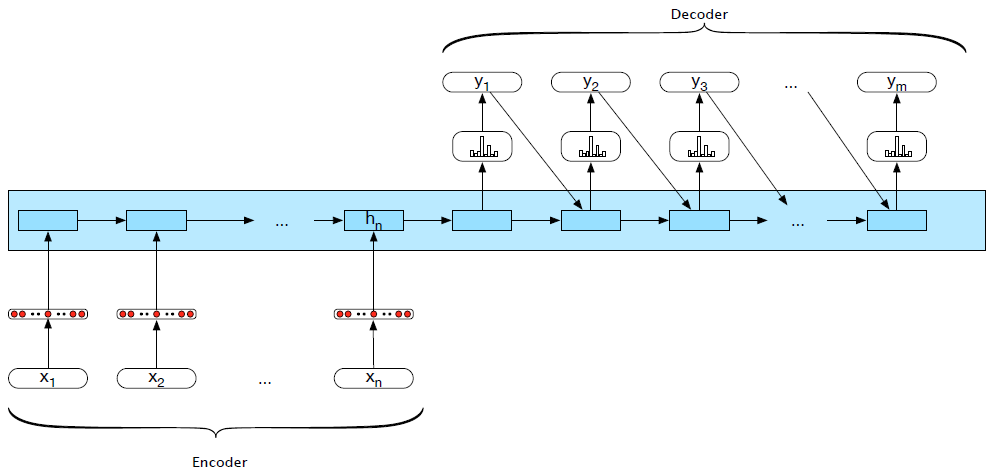 Decoder
y1 y2 y3 ... ym
... hn ...
x1 x2 ... xn
Encoder